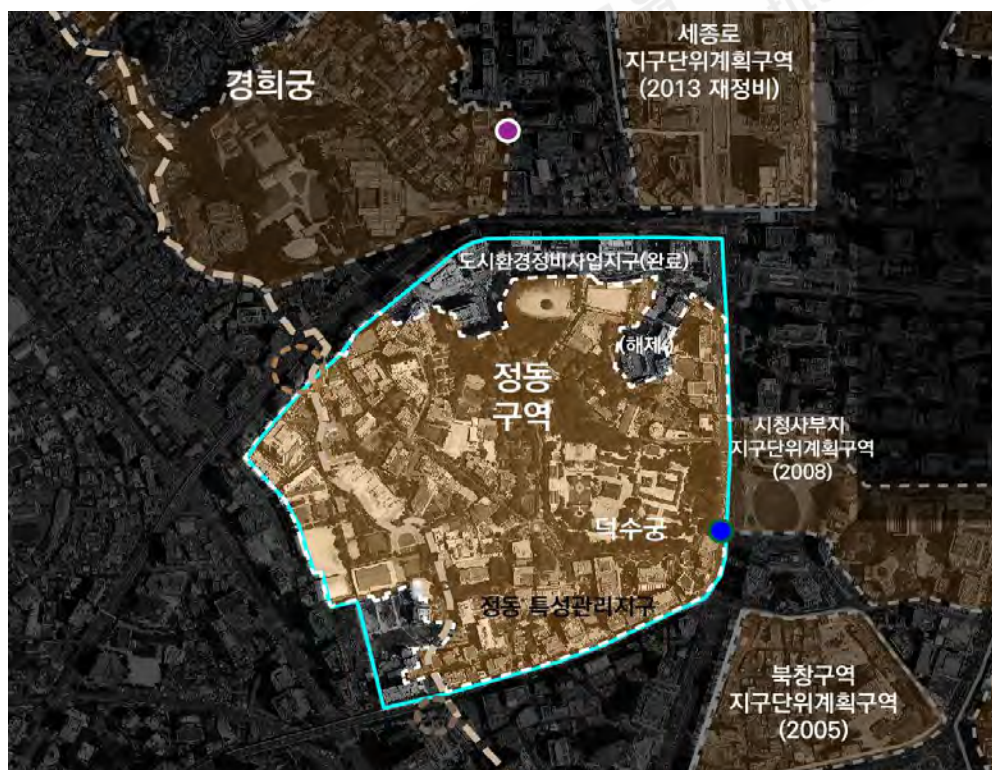 세종로
지구단위계획구역
(2013 재정비)
경희궁
도시환경정비사업지구(완료)
(해제)
정동
구역
시청사부지
지구단위계획구역
(2008)
덕수궁
정동 특성관리지구
북창구역
지구단위계획구역
(2005)